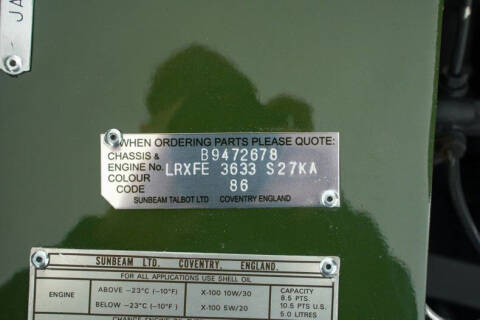 JA
WHEN ORDERING PARTS PLEASE QUOTE:
CHASSIS & B9472678
ENGINE No. LRXFE 3633 S27KA
COLOUR 86
CODE
SUNBEAM TALBOT LTD COVENTRY ENGLAND
SUNBEAM LTD. COVENTRY, ENGLAND.
FOR ALL APPLICATIONS USE SHELL OIL
ENGINE ABOVE -23°C (-10°F) X-100 10W/30 CAPACITY
8.5 PTS.
10.5 PTS U.S.
BELOW -23°C (-10°F) X-100 5W/20 5.0 LITRES